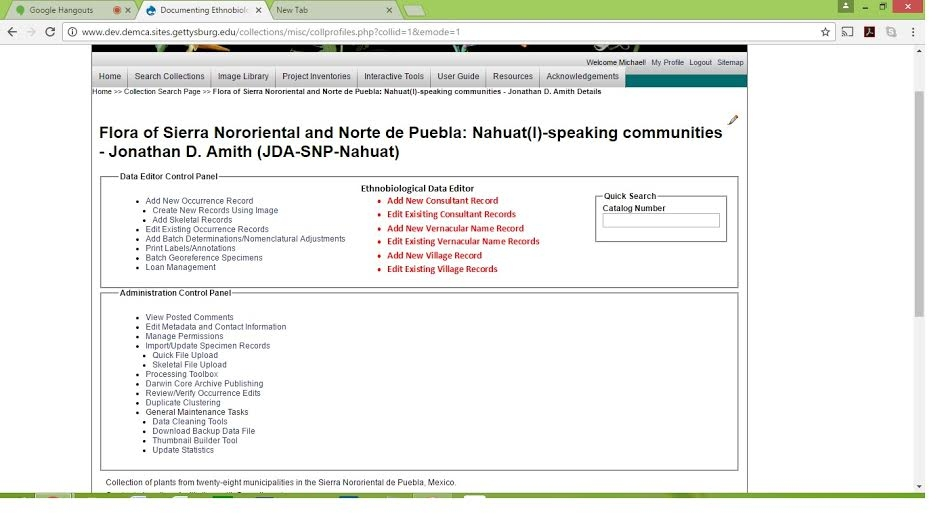 Google Hangouts
Documenting Ethnobiolo
New Tab
www.dev.demca.sites.gettysburg.edu/collections/misc/collprofiles.php?collid=1&emode=1
Welcome Michael! My Profile Logout Sitemap
Home Search Collections Image Library Project Inventories Interactive Tools User Guide Resources Acknowledgements
Home >> Collection Search Page >> Flora of Sierra Nororiental and Norte de Puebla: Nahuat(l)-speaking communities - Jonathan D. Amith Details
Flora of Sierra Nororiental and Norte de Puebla: Nahuat(l)-speaking communities
- Jonathan D. Amith (JDA-SNP-Nahuat)
Data Editor Control Panel
Add New Occurrence Record
Create New Records Using Image
Add Skeletal Records
Edit Existing Occurrence Records
Add Batch Determinations/Nomenclatural Adjustments
Print Labels/Annotations
Batch Georeference Specimens
Loan Management
Ethnobiological Data Editor
Add New Consultant Record
Edit Exisiting Consultant Records
Add New Vernacular Name Record
Edit Existing Vernacular Name Records
Add New Village Record
Edit Existing Village Records
Quick Search
Catalog Number
Administration Control Panel
View Posted Comments
Edit Metadata and Contact Information
Manage Permissions
Import/Update Specimen Records
Quick File Upload
Skeletal File Upload
Processing Toolbox
Darwin Core Archive Publishing
Review/Verify Occurrence Edits
Duplicate Clustering
General Maintenance Tasks
Data Cleaning Tools
Download Backup Data File
Thumbnail Builder Tool
Update Statistics
Collection of plants from twenty-eight municipalities in the Sierra Nororiental de Puebla, Mexico.